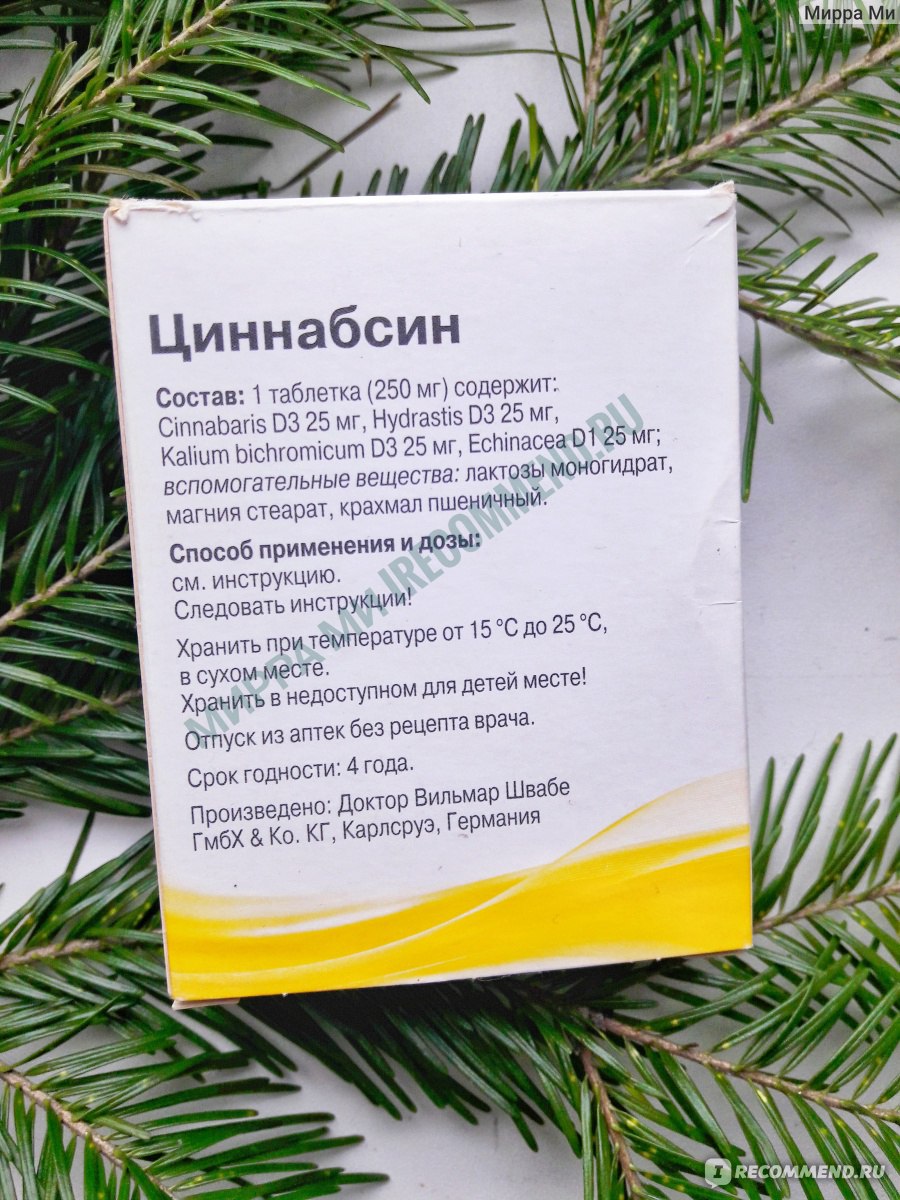 Мирра Ми
Циннабсин
Состав: 1 таблетка (250 мг) содержит:
Cinnabaris D3 25 мг, Hydrastis D3 25 мг,
Kalium bichromicum D3 25 мг, Echinacea D1 25 мг;
вспомогательные вещества: лактозы моногидрат,
магния стеарат, крахмал пшеничный.
Способ применения и дозы:
см. инструкцию.
Следовать инструкции!
Хранить при температуре от 15 °С до 25 °С,
в сухом месте.
Хранить в недоступном для детей месте!
Отпуск из аптек без рецепта врача.
Срок годности: 4 года.
Произведено: Доктор Вильмар Швабе
ГмбХ & Ко. КГ, Карлсруэ, Германия
МИРРА МИ IRECOMMEND.RU
IRECOMMEND.RU